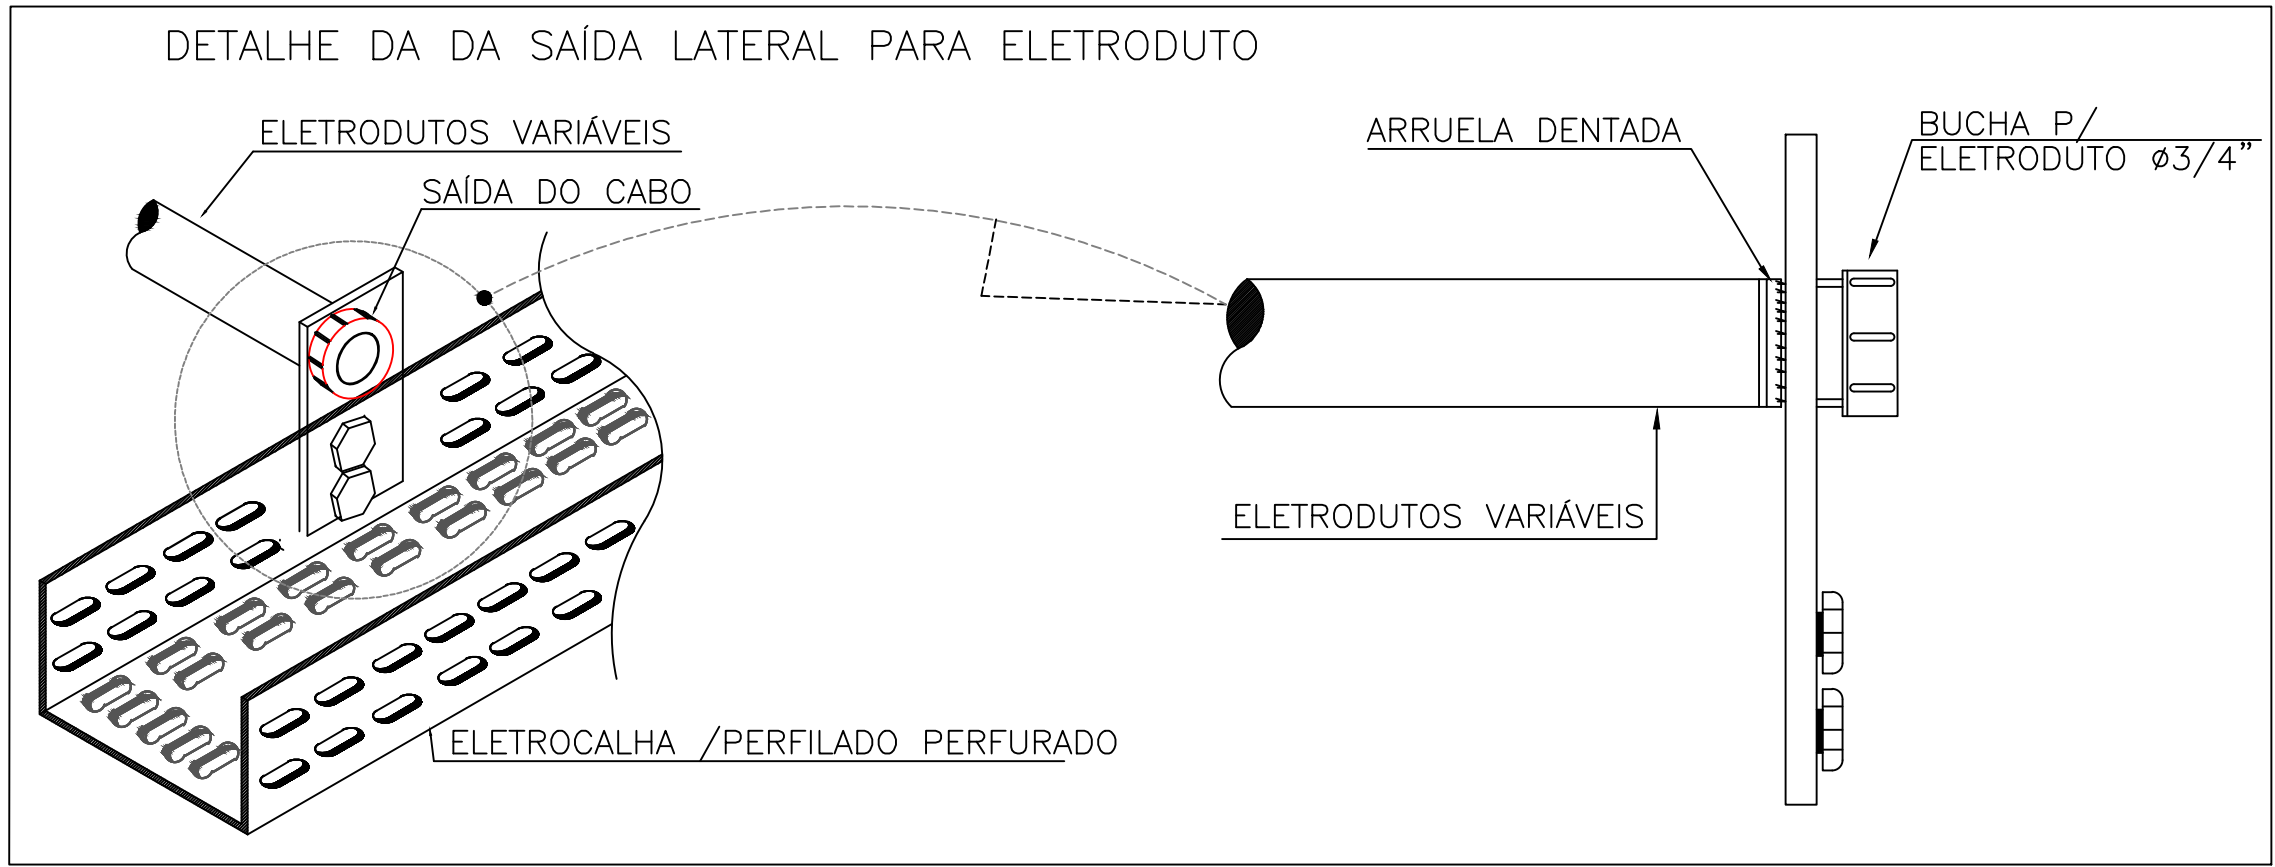 DETALHE DA DA SAÍDA LATERAL PARA ELETRODUTO
ELETRODUTOS VARIÁVEIS
SAÍDA DO CABO
ARRUELA DENTADA
BUCHA P/
ELETRODUTO ø3/4"
ELETRODUTOS VARIÁVEIS
ELETROCALHA /PERFILADO PERFURADO